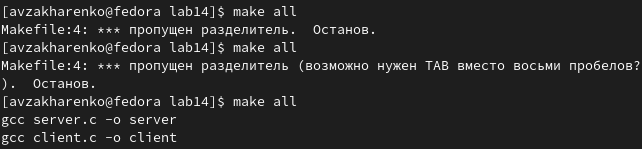 [avzakharenko@fedora lab14]$ make all
Makefile:4: *** пропущен разделитель.  Останов.
[avzakharenko@fedora lab14]$ make all
Makefile:4: *** пропущен разделитель (возможно нужен TAB вместо восьми пробелов?
).  Останов.
[avzakharenko@fedora lab14]$ make all
gcc server.c -o server
gcc client.c -o client